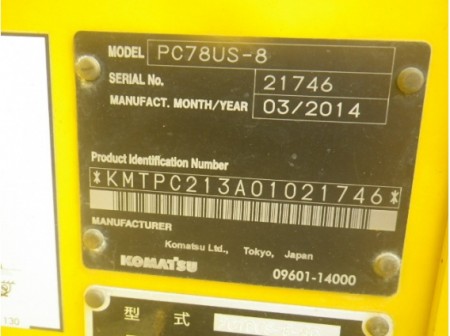 MODEL PC78US-8
SERIAL No. 21746
MANUFACT. MONTH/YEAR 03/2014
Product Identification Number
*KMTPC213A01021746*
MANUFACTURER
Komatsu Ltd., Tokyo, Japan
KOMATSU 09601-14000
型式
130